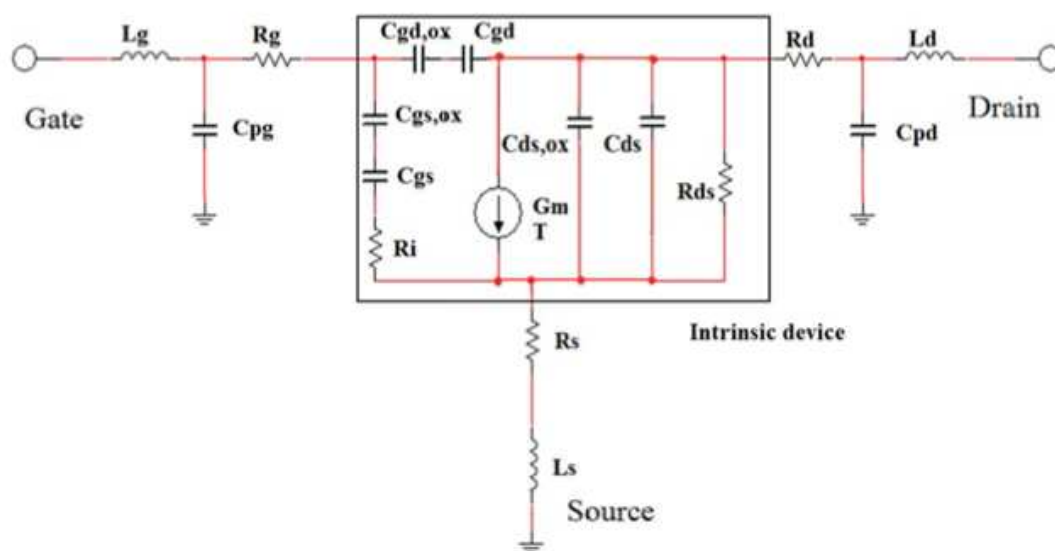 Lg
Rg
Cgd,ox
Cgd
Rd
Ld
Gate
Cpg
Cgs,ox
Cgs
Ri
Gm
T
Cds,ox
Cds
Rds
Cpd
Drain
Intrinsic device
Rs
Ls
Source